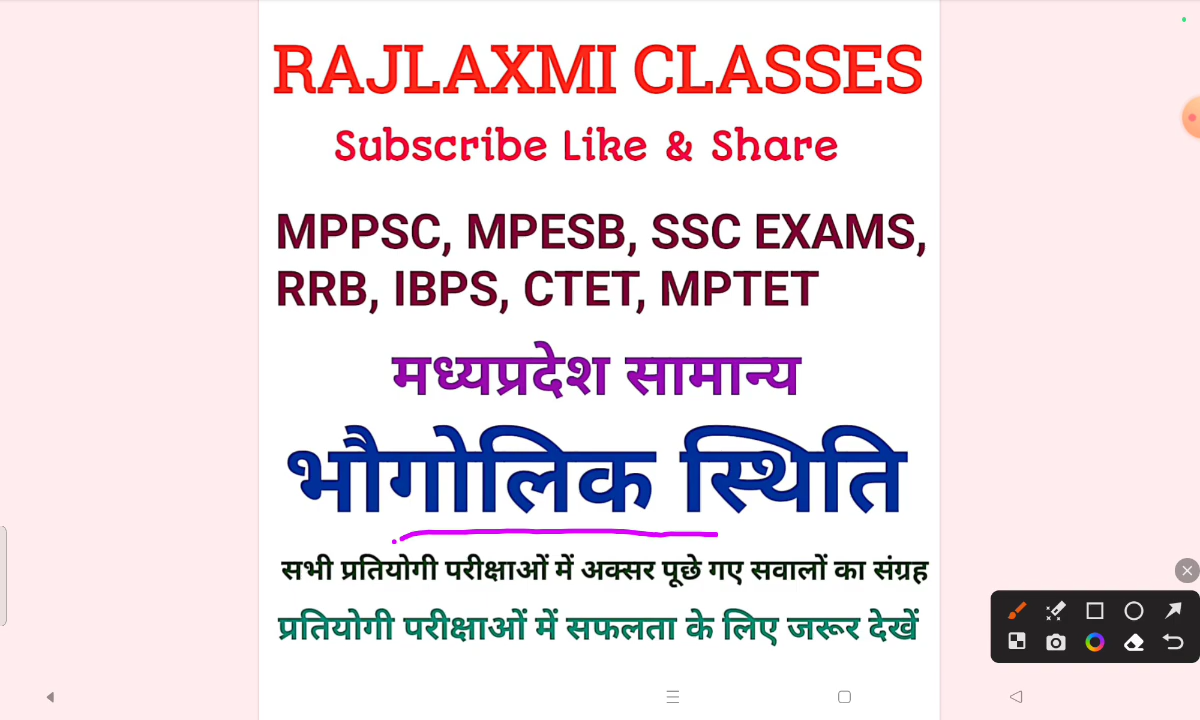 RAJLAXMI CLASSES
Subscribe Like & Share
MPPSC, MPESB, SSC EXAMS,
RRB, IBPS, CTET, MPTET
मध्यप्रदेश सामान्य
भौगोलिक स्थिति
सभी प्रतियोगी परीक्षाओं में अक्सर पूछे गए सवालों का संग्रह
प्रतियोगी परीक्षाओं में सफलता के लिए जरूर देखें